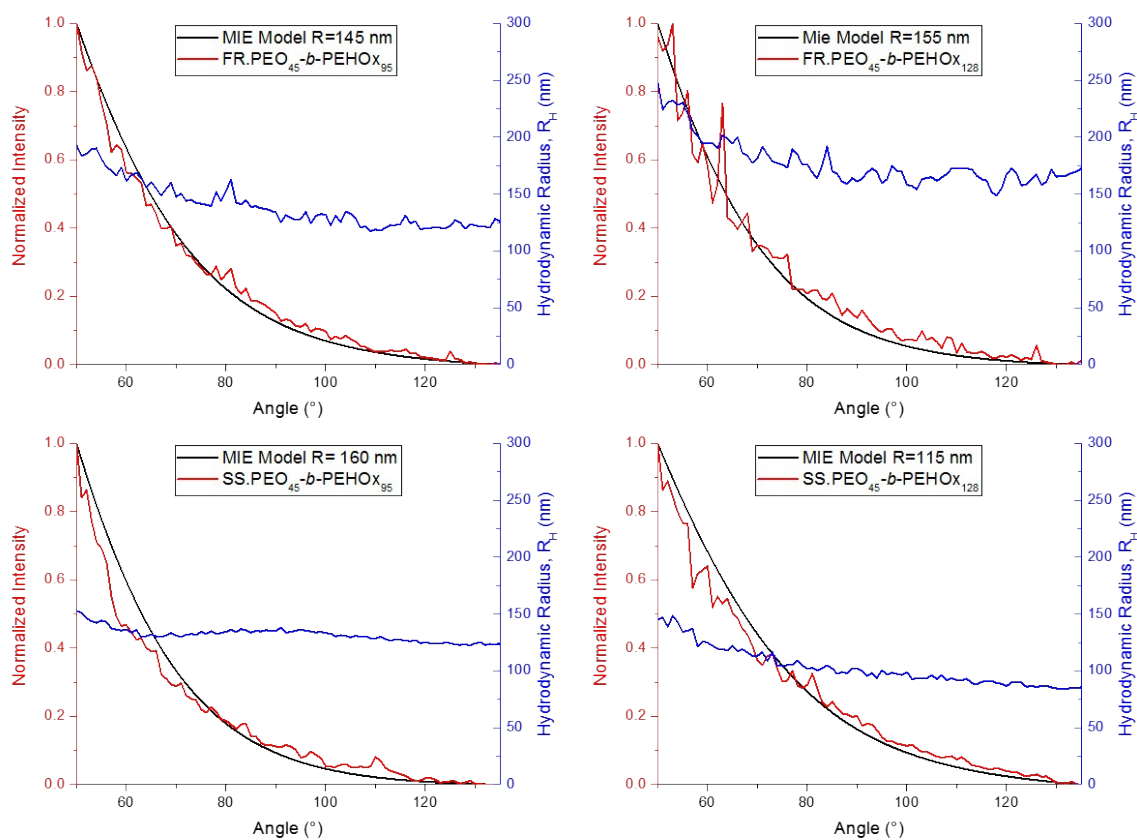 MIE Model R=145 nm
FR.PEO45-b-PEHOx95
1.0
0.8
0.6
0.4
0.2
0.0
Normalized Intensity
300
250
200
150
100
50
0
Hydrodynamic Radius, RH (nm)
60 80 100 120
Angle (°)
Mie Model R=155 nm
FR.PEO45-b-PEHOx128
1.0
0.8
0.6
0.4
0.2
0.0
Normalized Intensity
300
250
200
150
100
50
0
Hydrodynamic Radius, RH (nm)
60 80 100 120
Angle (°)
MIE Model R= 160 nm
SS.PEO45-b-PEHOx95
1.0
0.8
0.6
0.4
0.2
0.0
Normalized Intensity
300
250
200
150
100
50
0
Hydrodynamic Radius, RH (nm)
60 80 100 120
Angle (°)
MIE Model R=115 nm
SS.PEO45-b-PEHOx128
1.0
0.8
0.6
0.4
0.2
0.0
Normalized Intensity
300
250
200
150
100
50
0
Hydrodynamic Radius, RH (nm)
60 80 100 120
Angle (°)